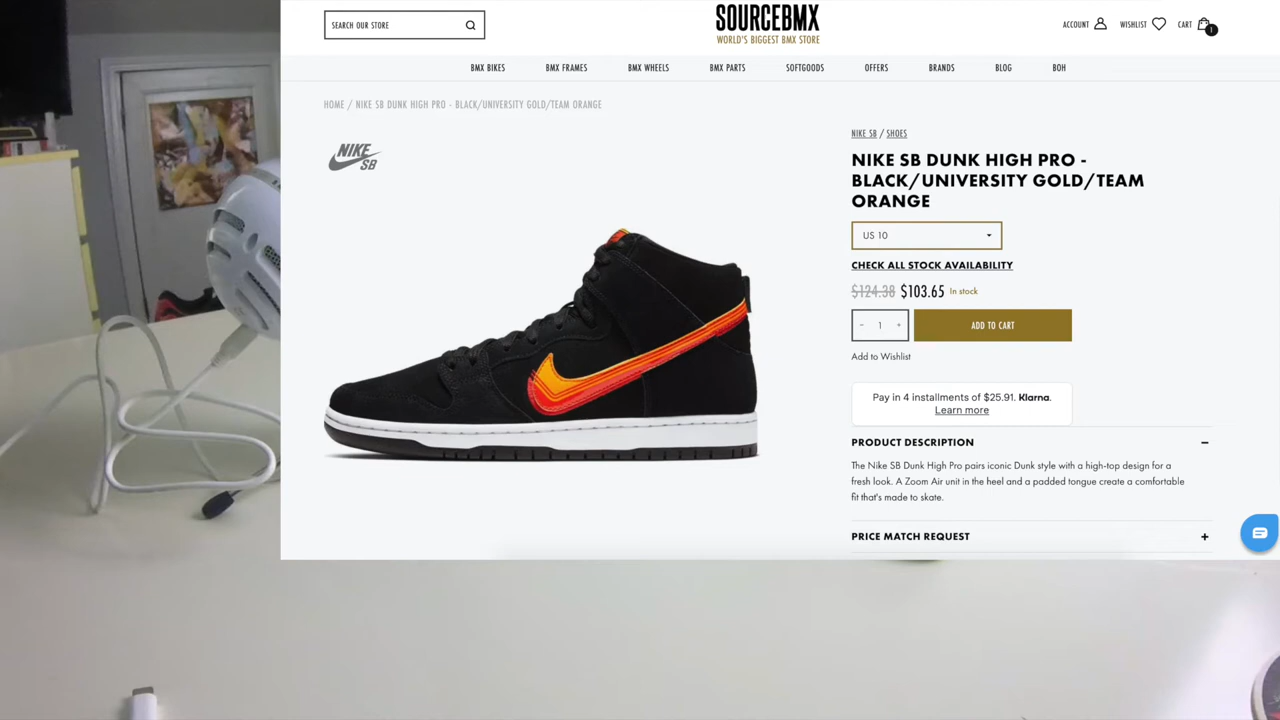 SEARCH OUR STORE
SOURCEBMX
WORLD'S BIGGEST BMX STORE
ACCOUNT
WISHLIST
CART
1
BMX BIKES
BMX FRAMES
BMX WHEELS
BMX PARTS
SOFTGOODS
OFFERS
BRANDS
BLOG
BOH
HOME / NIKE SB DUNK HIGH PRO - BLACK/UNIVERSITY GOLD/TEAM ORANGE
NIKE
SB
NIKE SB / SHOES
NIKE SB DUNK HIGH PRO -
BLACK/UNIVERSITY GOLD/TEAM
ORANGE
US 10
CHECK ALL STOCK AVAILABILITY
$124.38 $103.65 In stock
− 1 +
ADD TO CART
Add to Wishlist
Pay in 4 installments of $25.91. Klarna.
Learn more
PRODUCT DESCRIPTION −
The Nike SB Dunk High Pro pairs iconic Dunk style with a high-top design for a
fresh look. A Zoom Air unit in the heel and a padded tongue create a comfortable
fit that's made to skate.
PRICE MATCH REQUEST +